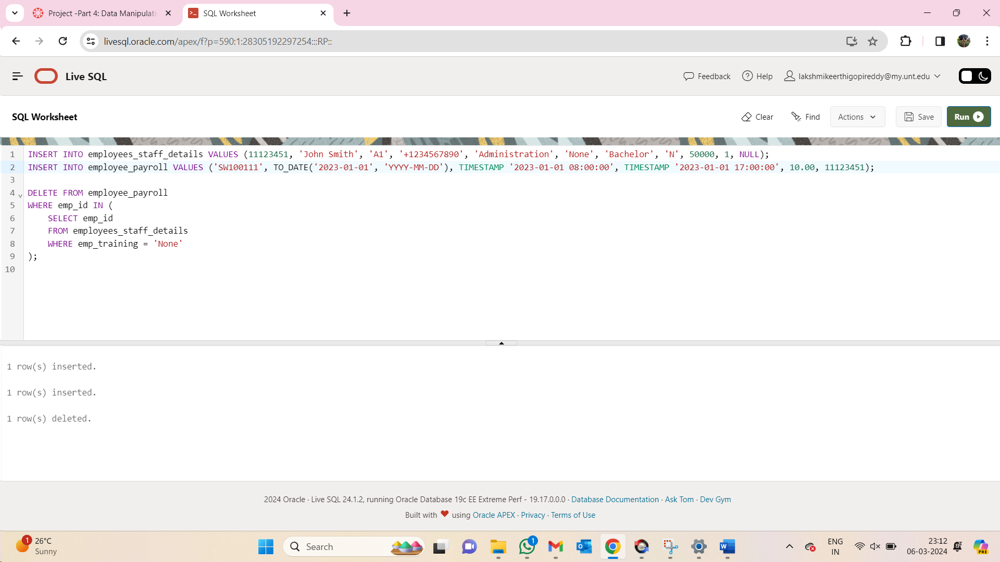 Project -Part 4: Data Manipulati
SQL Worksheet
livesql.oracle.com/apex/f?p=590:1:28305192297254:::RP::
Live SQL
Feedback
Help
lakshmikeerthigopireddy@my.unt.edu
SQL Worksheet
Clear
Find
Actions
Save
Run
1 INSERT INTO employees_staff_details VALUES (11123451, 'John Smith', 'A1', '+1234567890', 'Administration', 'None', 'Bachelor', 'N', 50000, 1, NULL);
2 INSERT INTO employee_payroll VALUES ('SW100111', TO_DATE('2023-01-01', 'YYYY-MM-DD'), TIMESTAMP '2023-01-01 08:00:00', TIMESTAMP '2023-01-01 17:00:00', 10.00, 11123451);
3
4 DELETE FROM employee_payroll
5 WHERE emp_id IN (
6 SELECT emp_id
7 FROM employees_staff_details
8 WHERE emp_training = 'None'
9 );
10
1 row(s) inserted.
1 row(s) inserted.
1 row(s) deleted.
2024 Oracle · Live SQL 24.1.2, running Oracle Database 19c EE Extreme Perf - 19.17.0.0.0 · Database Documentation · Ask Tom · Dev Gym
Built with ❤ using Oracle APEX · Privacy · Terms of Use
1
26°C
Sunny
Search
1
ENG
IN
23:12
06-03-2024
PRE